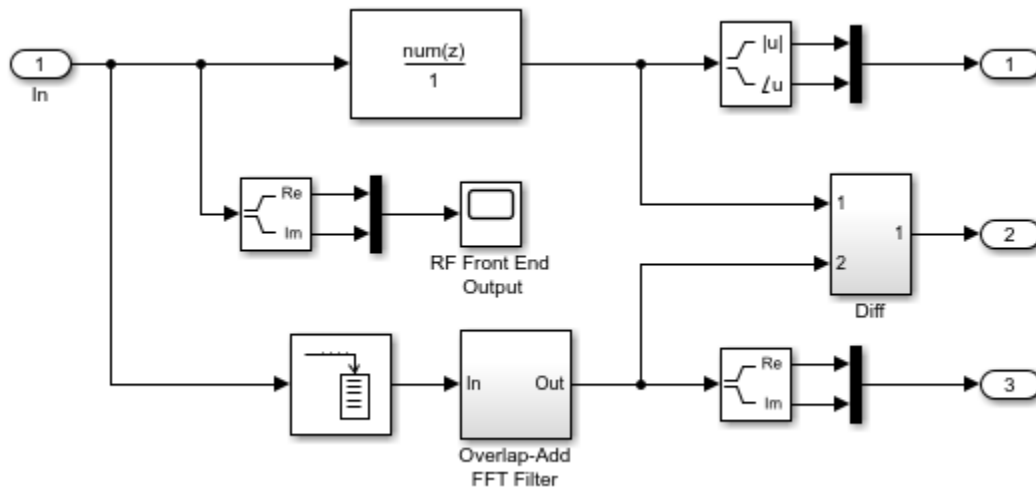 num(z)
1
|u|
∠u
1
In
1
Re
Im
RF Front End
Output
1
2
1
2
Diff
In
Out
Overlap-Add
FFT Filter
Re
Im
3